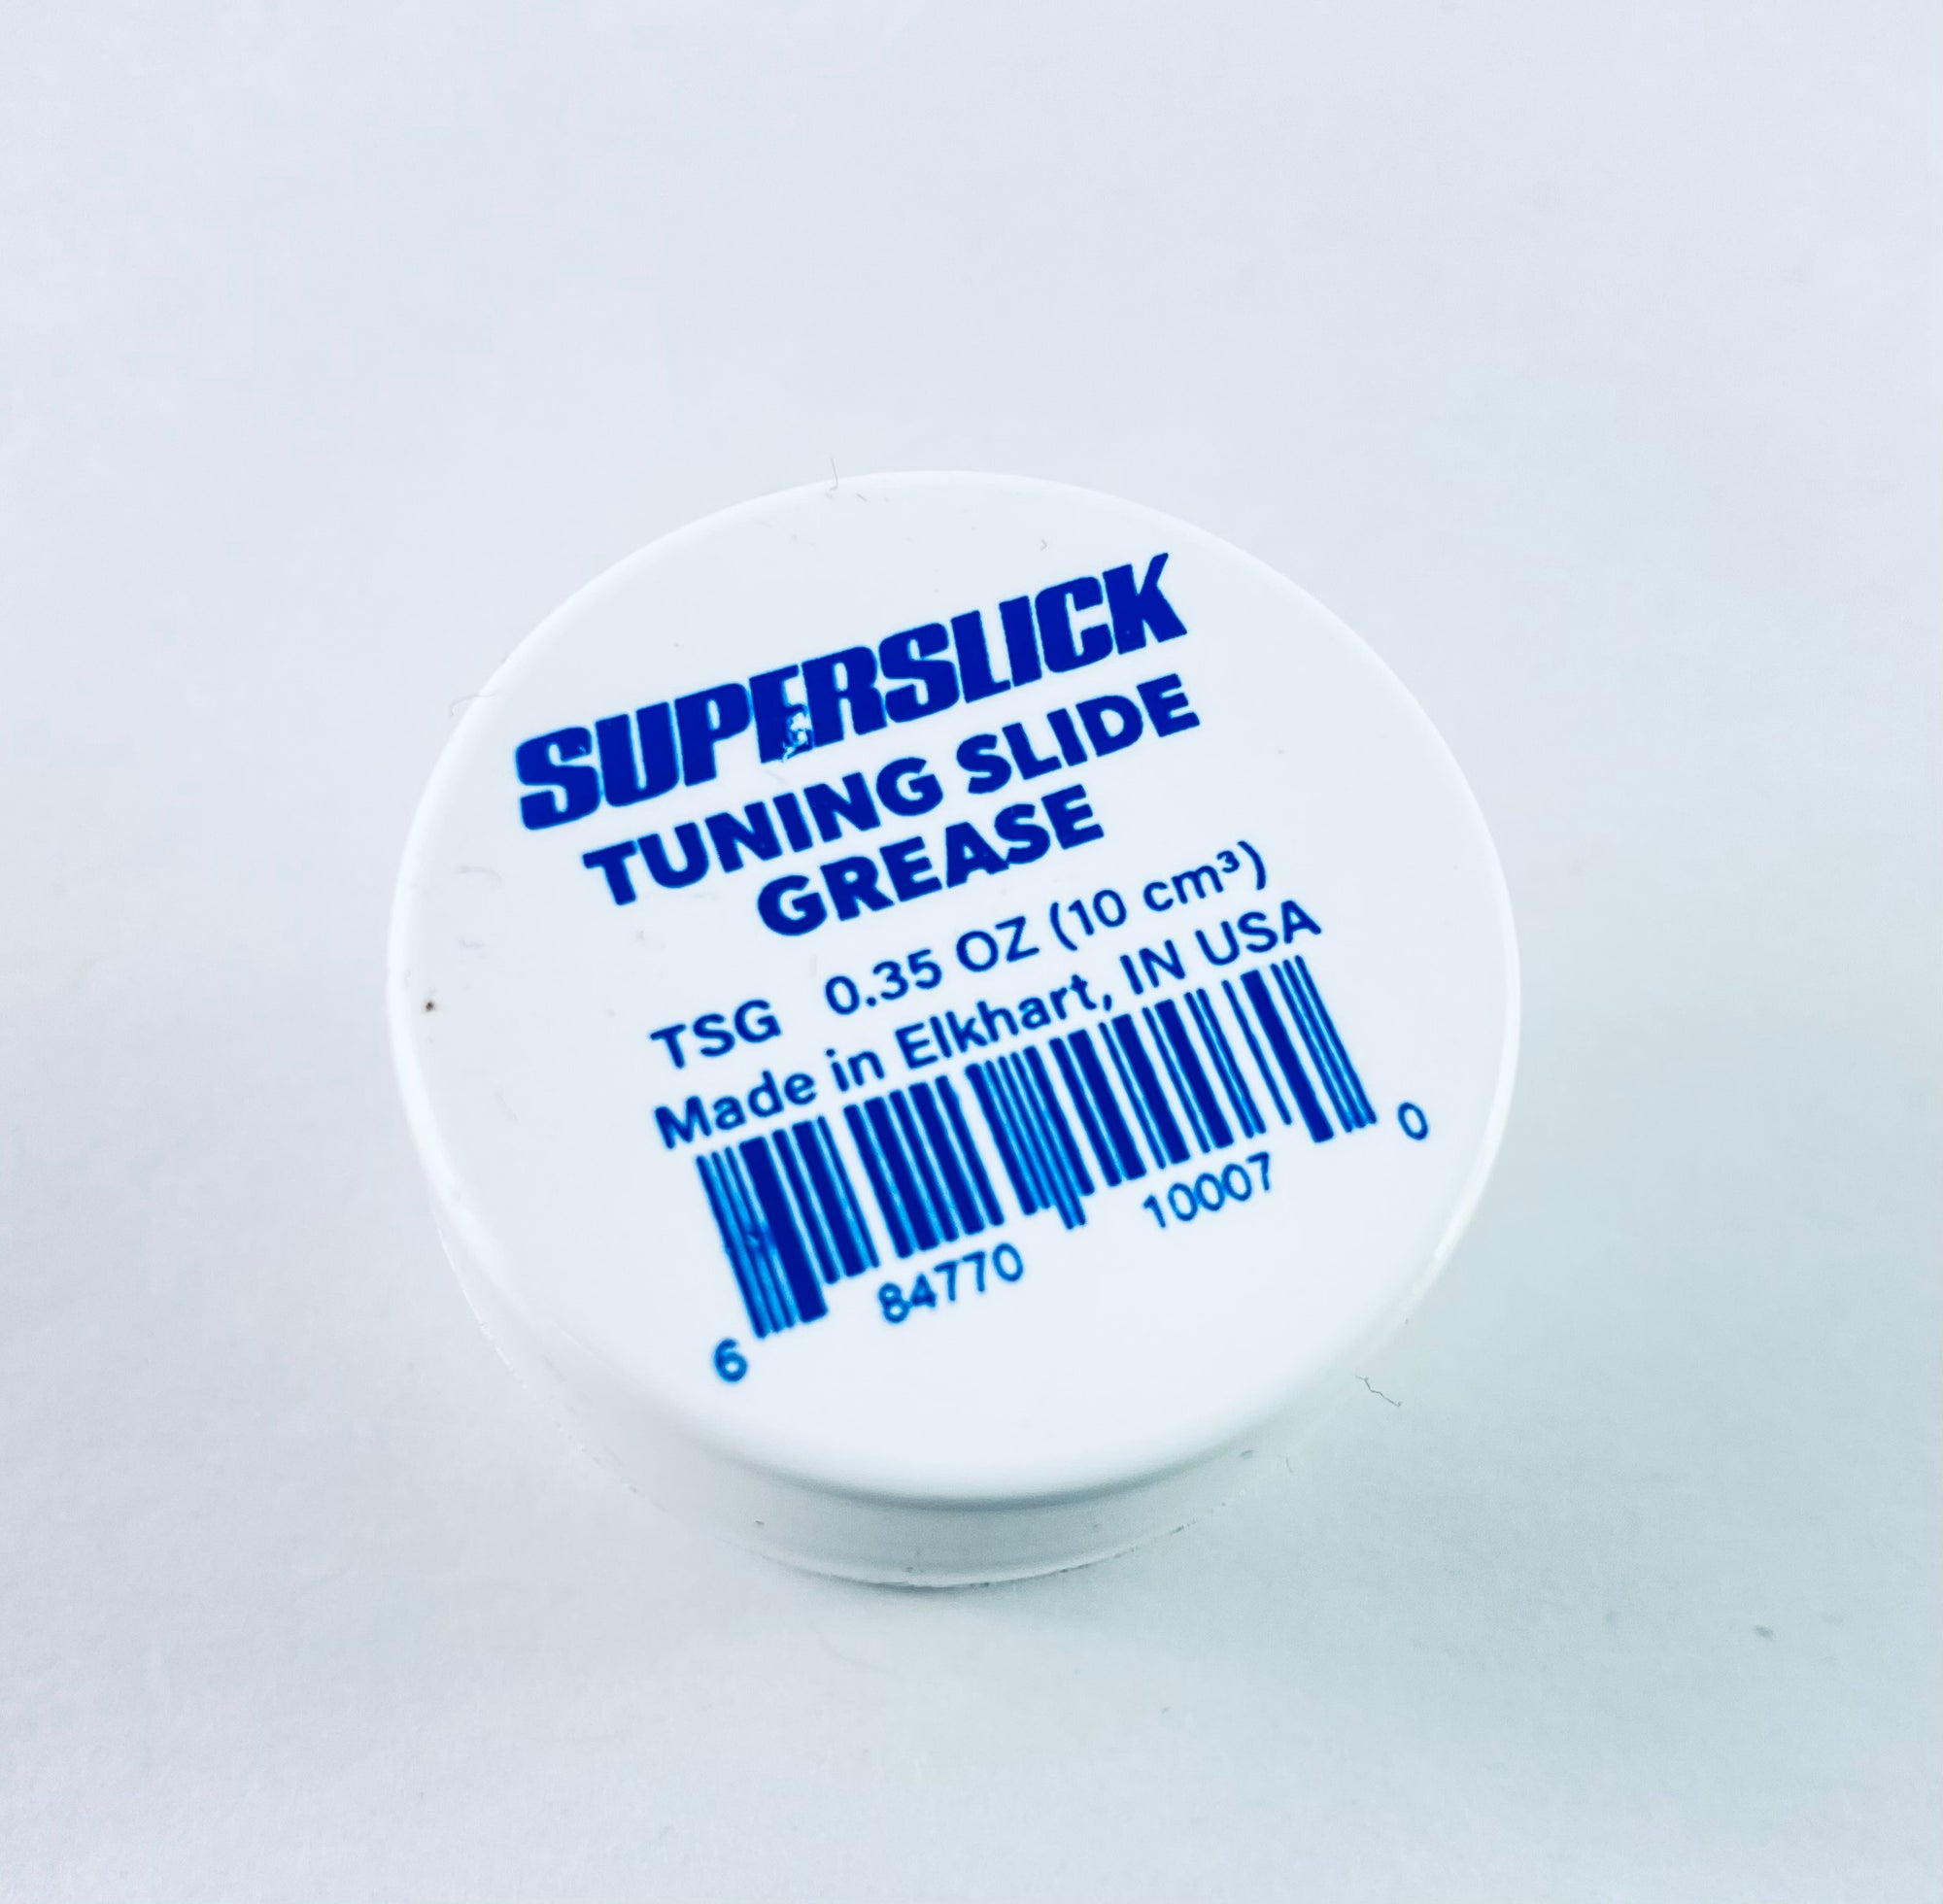 SUPERSLICK
TUNING SLIDE
GREASE
TSG 0.35 OZ (10 cm³)
Made in Elkhart, IN USA
6 84770 10007 0